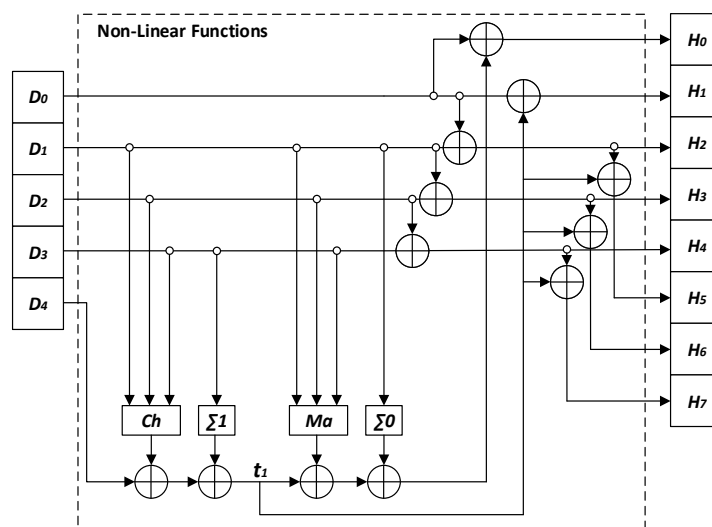 Non-Linear Functions
D0
D1
D2
D3
D4
H0
H1
H2
H3
H4
H5
H6
H7
Ch
∑1
Ma
∑0
t1